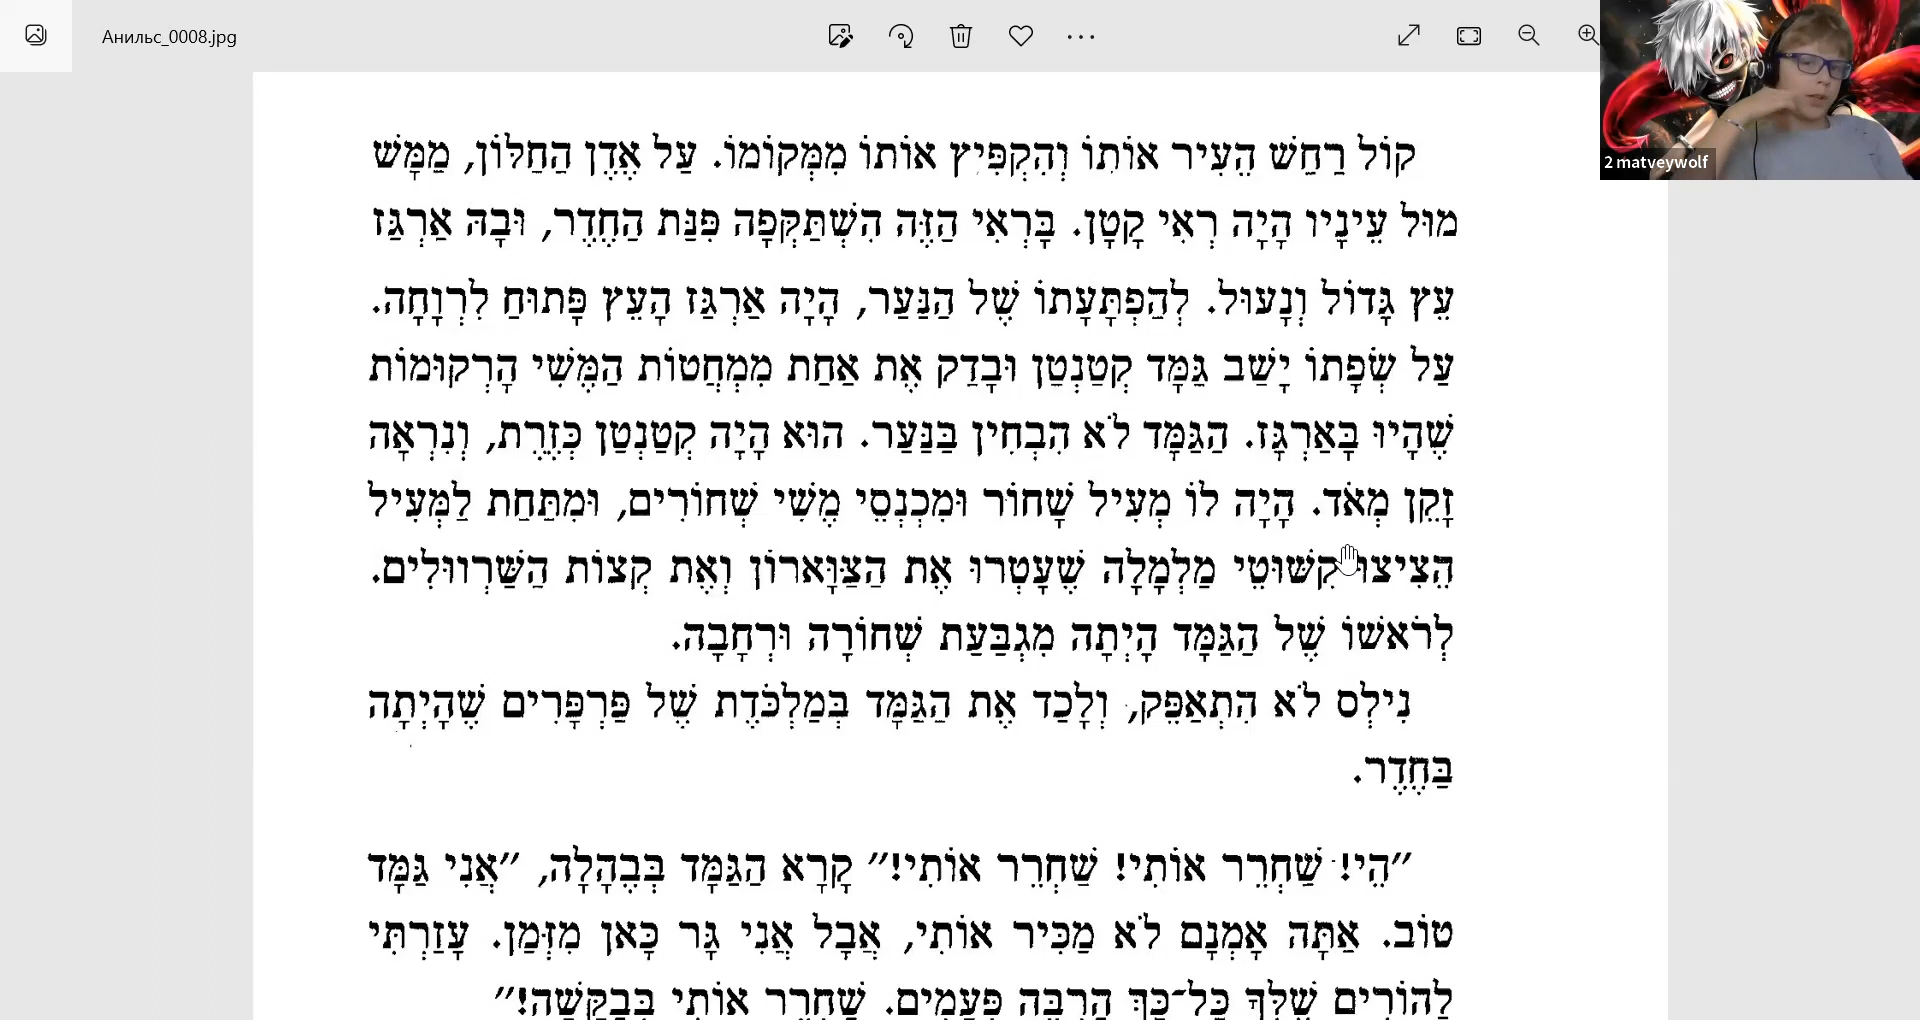 Анильс_0008.jpg
2 matveywolf
קוֹל רַחַשׁ הֵעִיר אוֹתוֹ וְהִקְפִּיץ אוֹתוֹ מִמְּקוֹמוֹ. עַל אֶדֶן הַחַלּוֹן, מַמָּשׁ
מוּל עֵינָיו הָיָה רְאִי קָטָן. בָּרְאִי הַזֶּה הִשְׁתַּקְּפָה פִּנַּת הַחֶדֶר, וּבָהּ אַרְגַּז
עֵץ גָּדוֹל וְנָעוּל. לְהַפְתָּעָתוֹ שֶׁל הַנַּעַר, הָיָה אַרְגַּז הָעֵץ פָּתוּחַ לִרְוָחָה.
עַל שְׂפָתוֹ יָשַׁב גַּמָּד קְטַנְטַן וּבָדַק אֶת אַחַת מִמְחֲטוֹת הַמֶּשִׁי הָרְקוּמוֹת
שֶׁהָיוּ בָּאַרְגָּז. הַגַּמָּד לֹא הִבְחִין בַּנַּעַר. הוּא הָיָה קְטַנְטַן כְּזֶרֶת, וְנִרְאָה
זָקֵן מְאֹד. הָיָה לוֹ מְעִיל שָׁחוֹר וּמִכְנְסֵי מֶשִׁי שְׁחוֹרִים, וּמִתַּחַת לַמְּעִיל
הֵצִיצוּ קִשּׁוּטֵי מַלְמָלָה שֶׁעָטְרוּ אֶת הַצַּוָּארוֹן וְאֶת קְצוֹת הַשַּׁרְווּלִים.
לְרֹאשׁוֹ שֶׁל הַגַּמָּד הָיְתָה מִגְבַּעַת שְׁחוֹרָה וּרְחָבָה.
נִילְס לֹא הִתְאַפֵּק, וְלָכַד אֶת הַגַּמָּד בְּמַלְכֹּדֶת שֶׁל פַּרְפָּרִים שֶׁהָיְתָה
בַּחֶדֶר.
״הֵי! שַׁחְרֵר אוֹתִי! שַׁחְרֵר אוֹתִי!״ קָרָא הַגַּמָּד בְּבֶהָלָה, ״אֲנִי גַּמָּד
טוֹב. אַתָּה אָמְנָם לֹא מַכִּיר אוֹתִי, אֲבָל אֲנִי גָּר כָּאן מִזְּמַן. עָזַרְתִּי
לַהוֹרִים שֶׁלְּךָ כָּל־כָּךְ הַרְבֵּה פְּעָמִים. שַׁחְרֵר אוֹתִי בְּבַקָּשָׁה!״